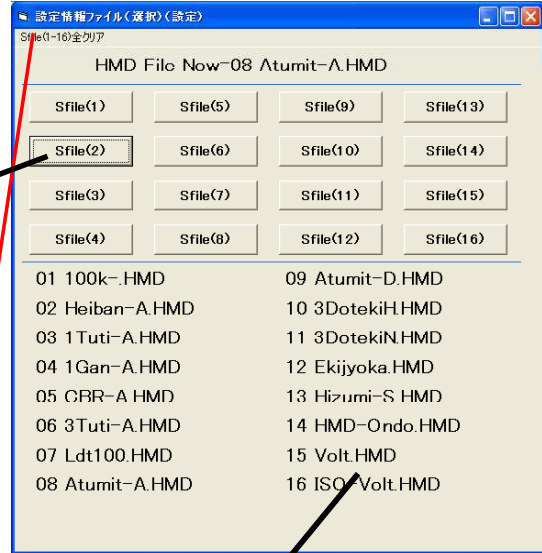 設定情報ファイル(選択)(設定)
Sfile(1-16)全クリア
HMD File Now-08 Atumit-A.HMD
Sfile(1) Sfile(5) Sfile(9) Sfile(13)
Sfile(2) Sfile(6) Sfile(10) Sfile(14)
Sfile(3) Sfile(7) Sfile(11) Sfile(15)
Sfile(4) Sfile(8) Sfile(12) Sfile(16)
01 100k-.HMD
02 Heiban-A.HMD
03 1Tuti-A.HMD
04 1Gan-A.HMD
05 CBR-A.HMD
06 3Tuti-A.HMD
07 Ldt100.HMD
08 Atumit-A.HMD
09 Atumit-D.HMD
10 3DotekiH.HMD
11 3DotekiN.HMD
12 Ekijyoka.HMD
13 Hizumi-S.HMD
14 HMD-Ondo.HMD
15 Volt.HMD
16 ISO-Volt.HMD